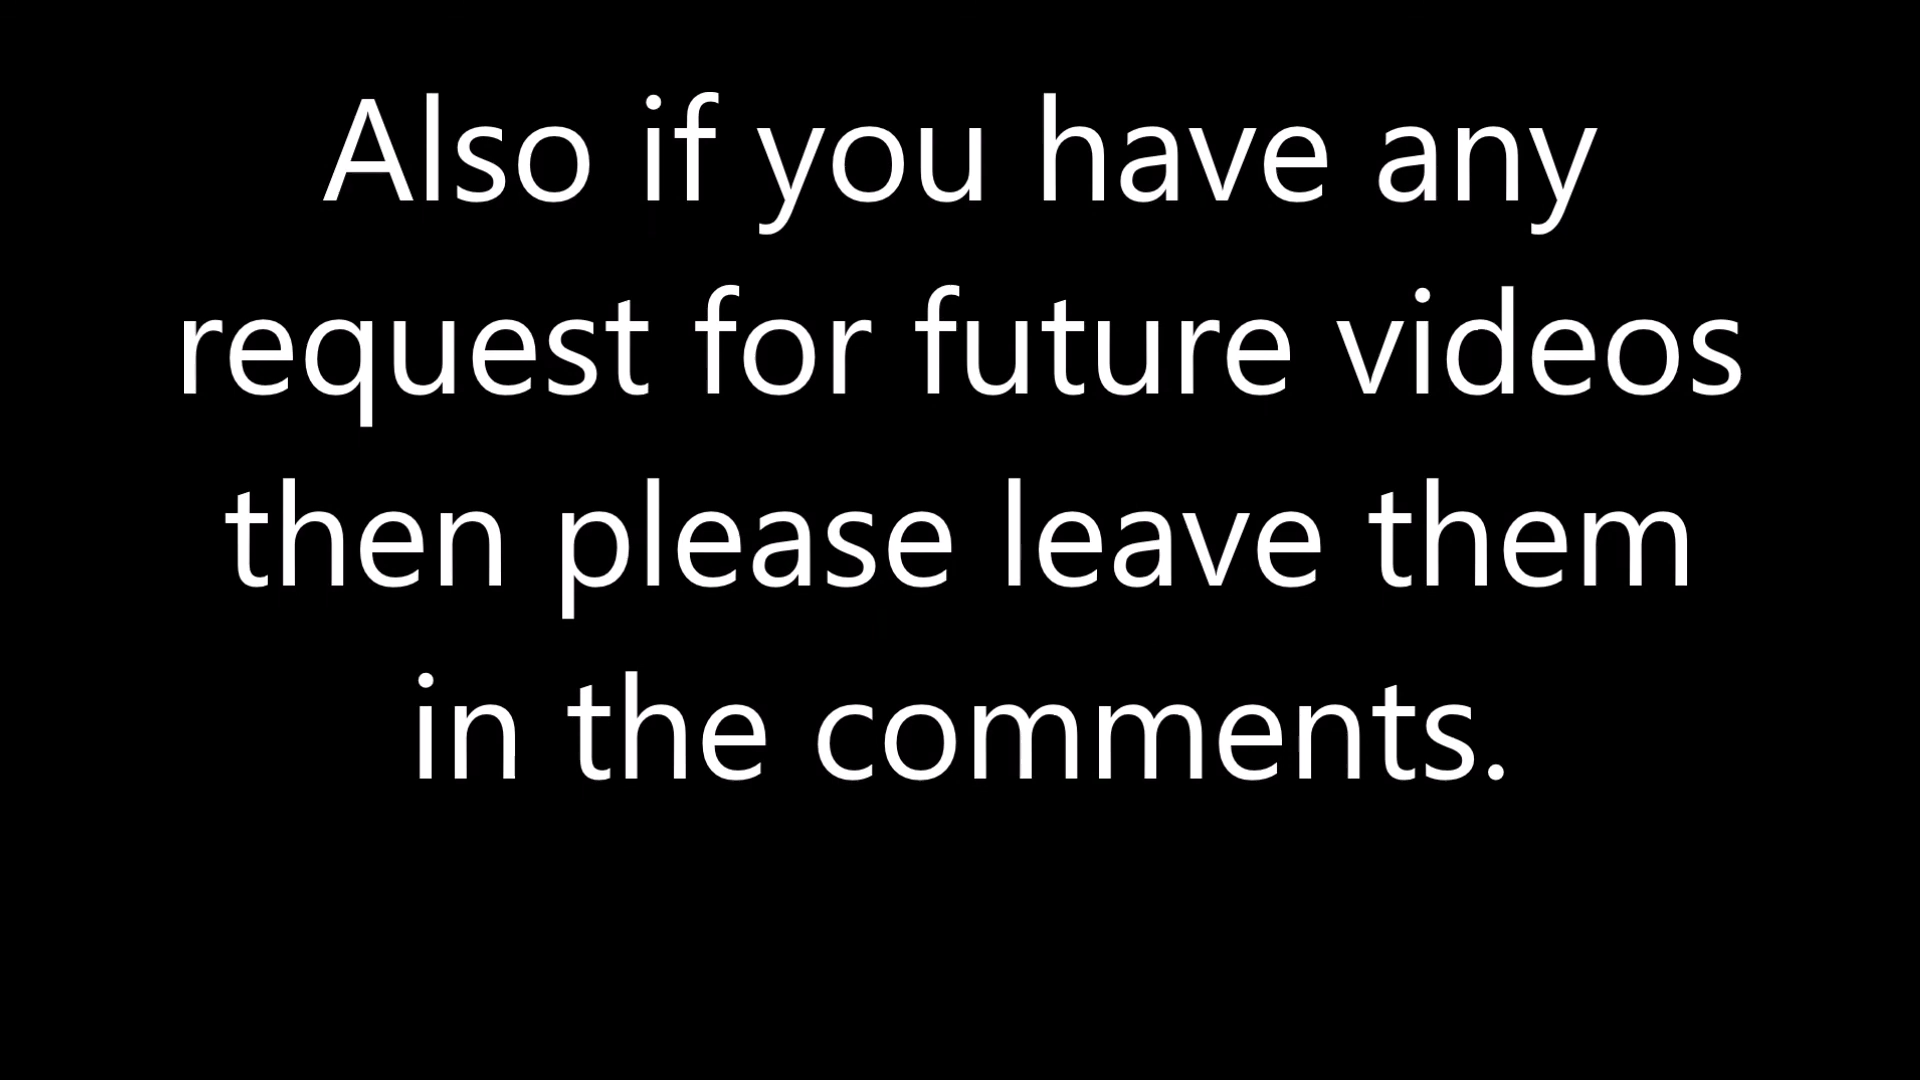 Also if you have any
request for future videos
then please leave them
in the comments.